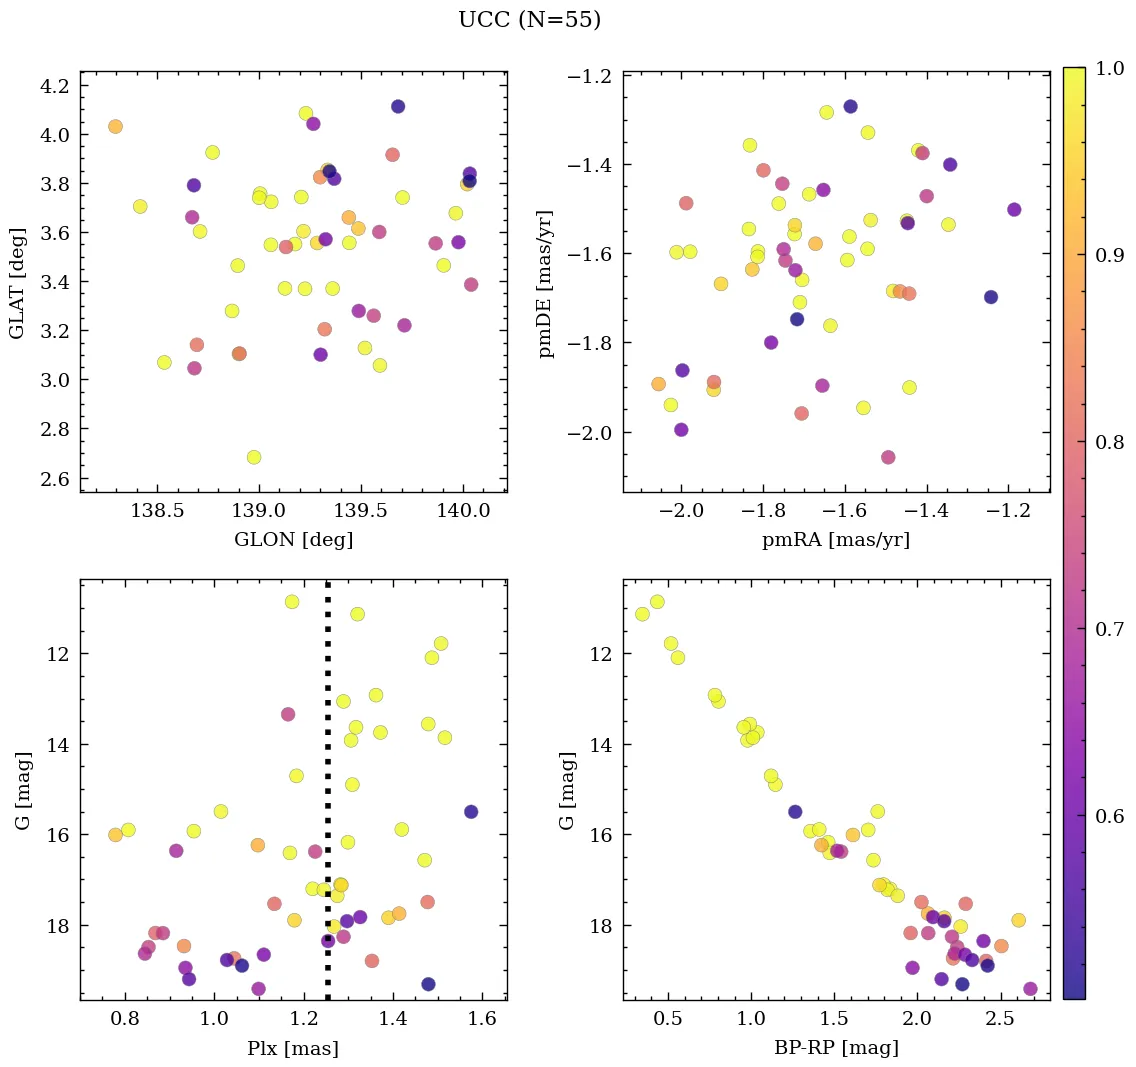 UCC (N=55)
4.2
4.0
3.8
3.6
3.4
3.2
3.0
2.8
2.6
GLAT [deg]
138.5 139.0 139.5 140.0
GLON [deg]
−1.2
−1.4
−1.6
−1.8
−2.0
pmDE [mas/yr]
−2.0 −1.8 −1.6 −1.4 −1.2
pmRA [mas/yr]
12
14
16
18
G [mag]
0.8 1.0 1.2 1.4 1.6
Plx [mas]
12
14
16
18
G [mag]
0.5 1.0 1.5 2.0 2.5
BP-RP [mag]
1.0
0.9
0.8
0.7
0.6